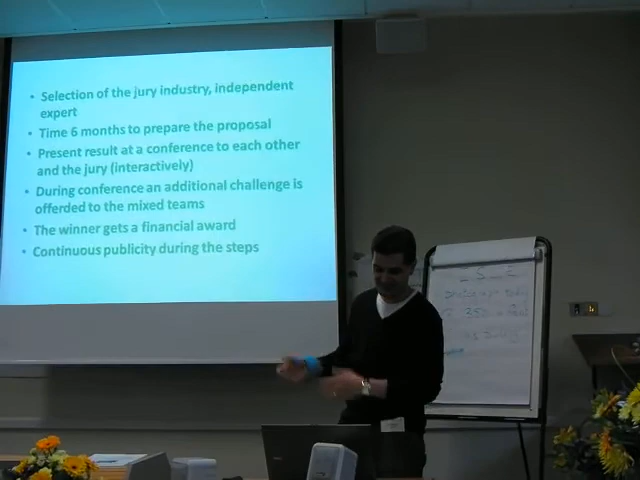 • Selection of the jury industry, independent
expert
• Time 6 months to prepare the proposal
• Present result at a conference to each other
and the jury (interactively)
• During conference an additional challenge is
offerded to the mixed teams
• The winner gets a financial award
• Continuous publicity during the steps